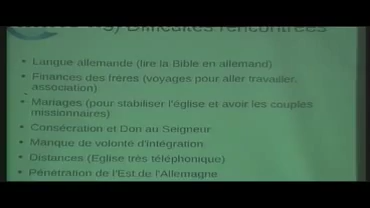 Difficultés rencontrées
Langue allemande (lire la Bible en allemand)
Finances des frères (voyages pour aller travailler,
association)
Mariages (pour stabiliser l'église et avoir les couples
missionnaires)
Consécration et Don au Seigneur
Manque de volonté d'intégration
Distances (Eglise très téléphonique)
Pénétration de l'Est de l'Allemagne